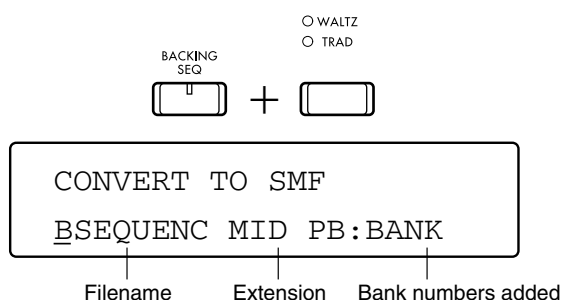 WALTZ
TRAD
BACKING
SEQ
+
CONVERT TO SMF
BSEQUENC MID PB:BANK
Filename Extension Bank numbers added